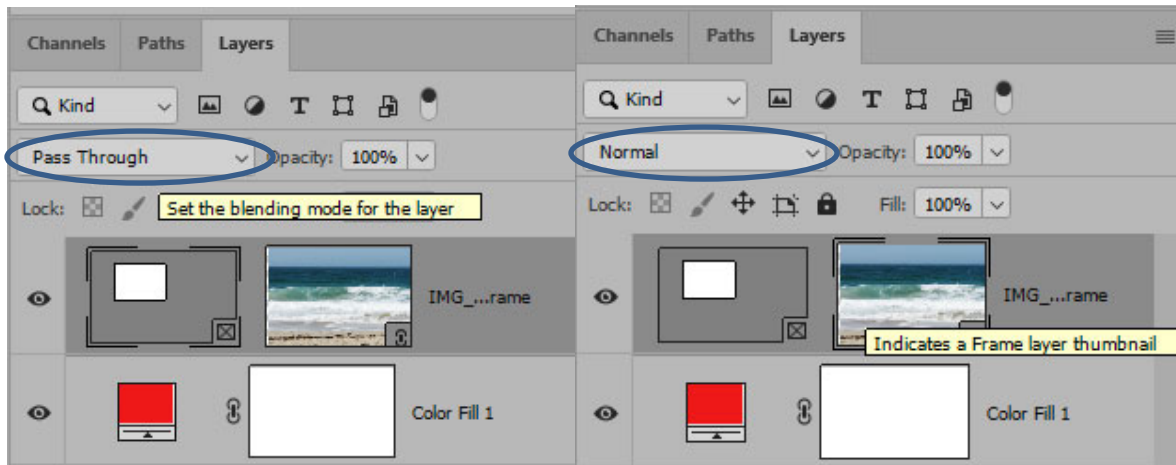 Channels Paths Layers
Kind
Pass Through Opacity: 100%
Lock: Set the blending mode for the layer
IMG_...rame
Color Fill 1
Channels Paths Layers
Kind T
Normal Opacity: 100%
Lock: Fill: 100%
IMG_...rame
Indicates a Frame layer thumbnail
Color Fill 1